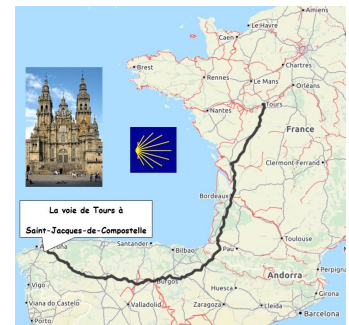 Amiens
Le Havre
Caen
Chartres
Brest
Rennes
Le Mans
Orléans
Tours
Nantes
France
Clermont-Ferrand
Bordeaux
La voie de Tours à
Saint-Jacques-de-Compostelle
Santander
Bilbao
Pau
Toulouse
Andorra
Burgos
Huesca
Girona
Vigo
Viana do Castelo
Valladolid
Zaragoza
Lleida
Barcelona
Porto